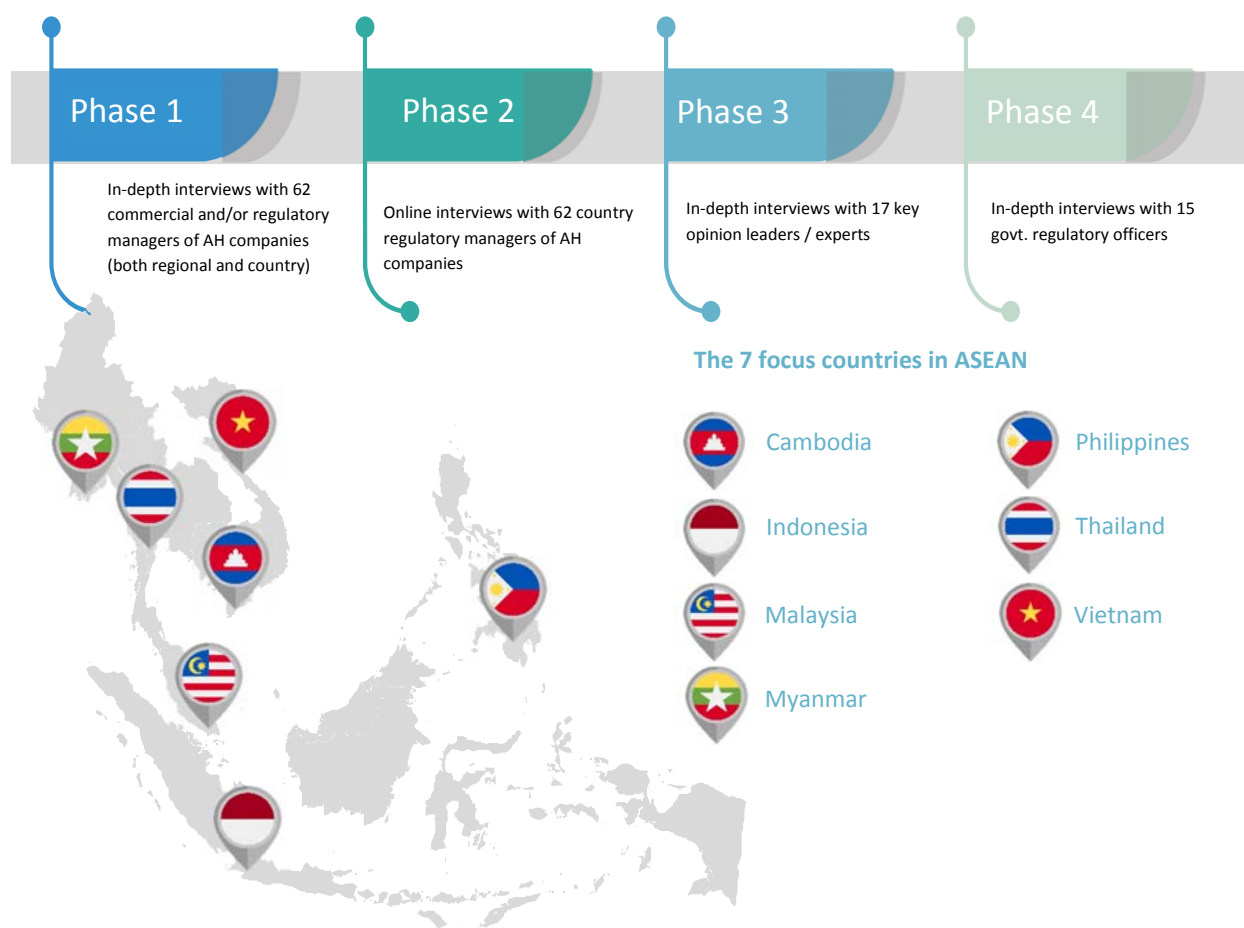 Phase 1
Phase 2
Phase 3
Phase 4
In-depth interviews with 62
commercial and/or regulatory
managers of AH companies
(both regional and country)
Online interviews with 62 country
regulatory managers of AH
companies
In-depth interviews with 17 key
opinion leaders / experts
In-depth interviews with 15
govt. regulatory officers
The 7 focus countries in ASEAN
Cambodia
Indonesia
Malaysia
Myanmar
Philippines
Thailand
Vietnam